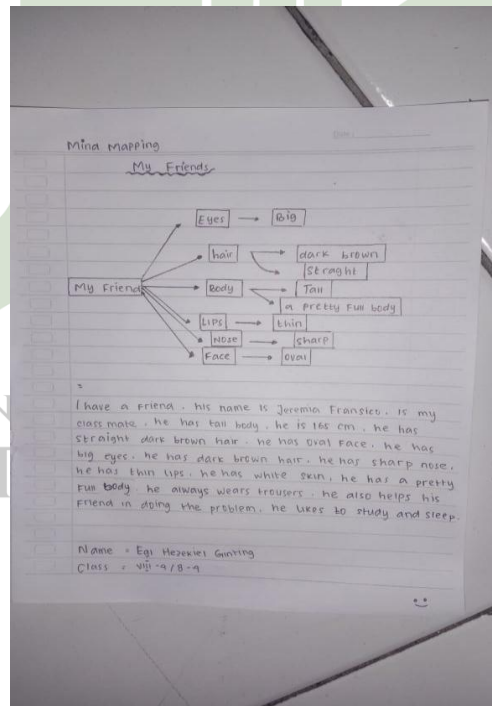 Date:
Mind Mapping
My Friends
Eyes → Big
hair → dark brown
Straght
My Friend
Body → Tall
a pretty Full body
Lips → thin
Nose → sharp
Face → oval
I have a Friend. his name is Jeremia Fransico. is my
class mate. he has tall body. he is 165 cm. he has
straight dark brown hair. he has oval Face. he has
big eyes. he has dark brown hair. he has sharp nose.
he has thin lips. he has white skin, he has a pretty
Full body. he always wears trousers. he also helps his
Friend in doing the problem. he likes to study and sleep.
Name : Egi Hezekiel Ginting
Class : viji-9 / 8-9